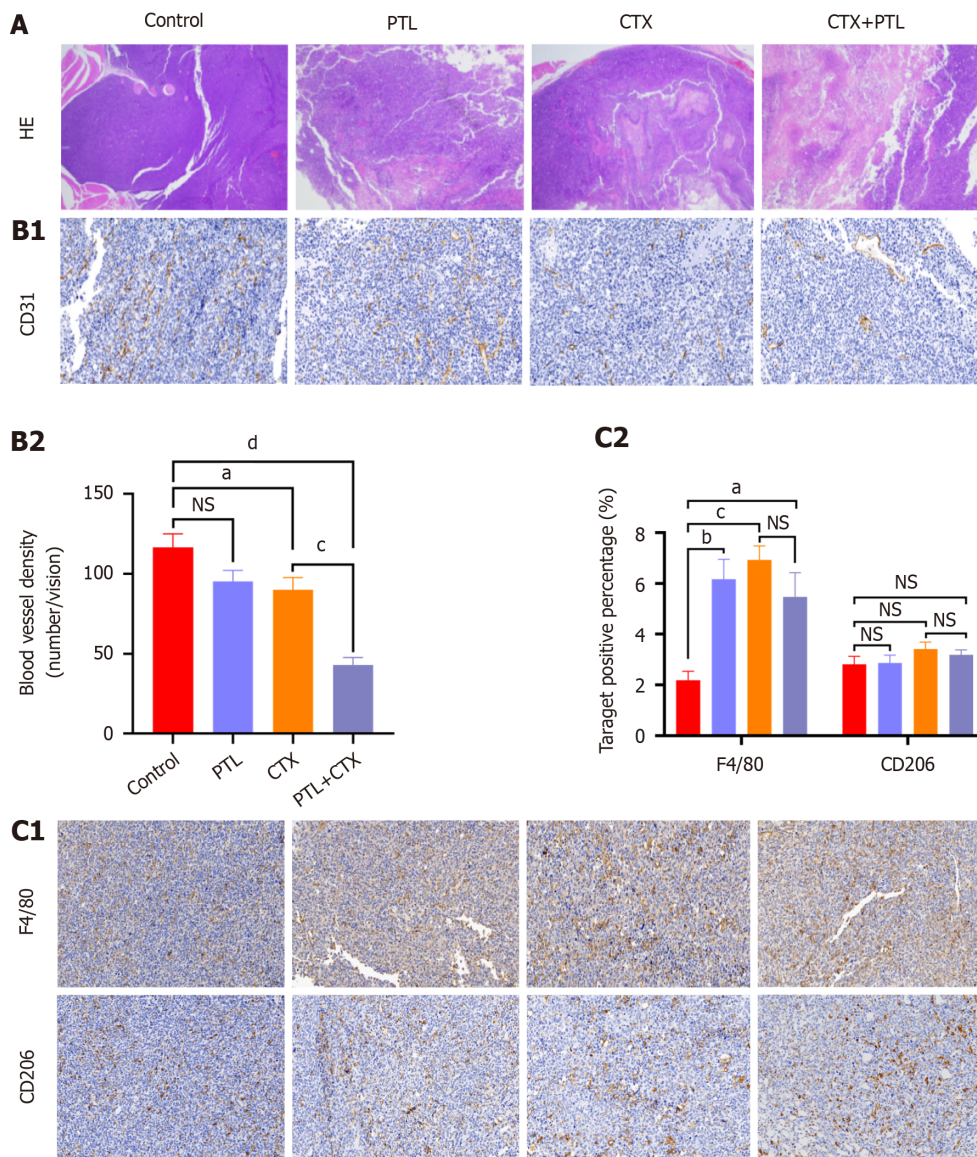 A
Control
PTL
CTX
CTX+PTL
HE
B1
CD31
B2
d
a
NS
c
150
100
50
0
Blood vessel density
(number/vision)
Control
PTL
CTX
PTL+CTX
C2
a
c
NS
b
NS
NS
NS
NS
8
6
4
2
0
Taraget positive percentage (%)
F4/80
CD206
C1
F4/80
CD206